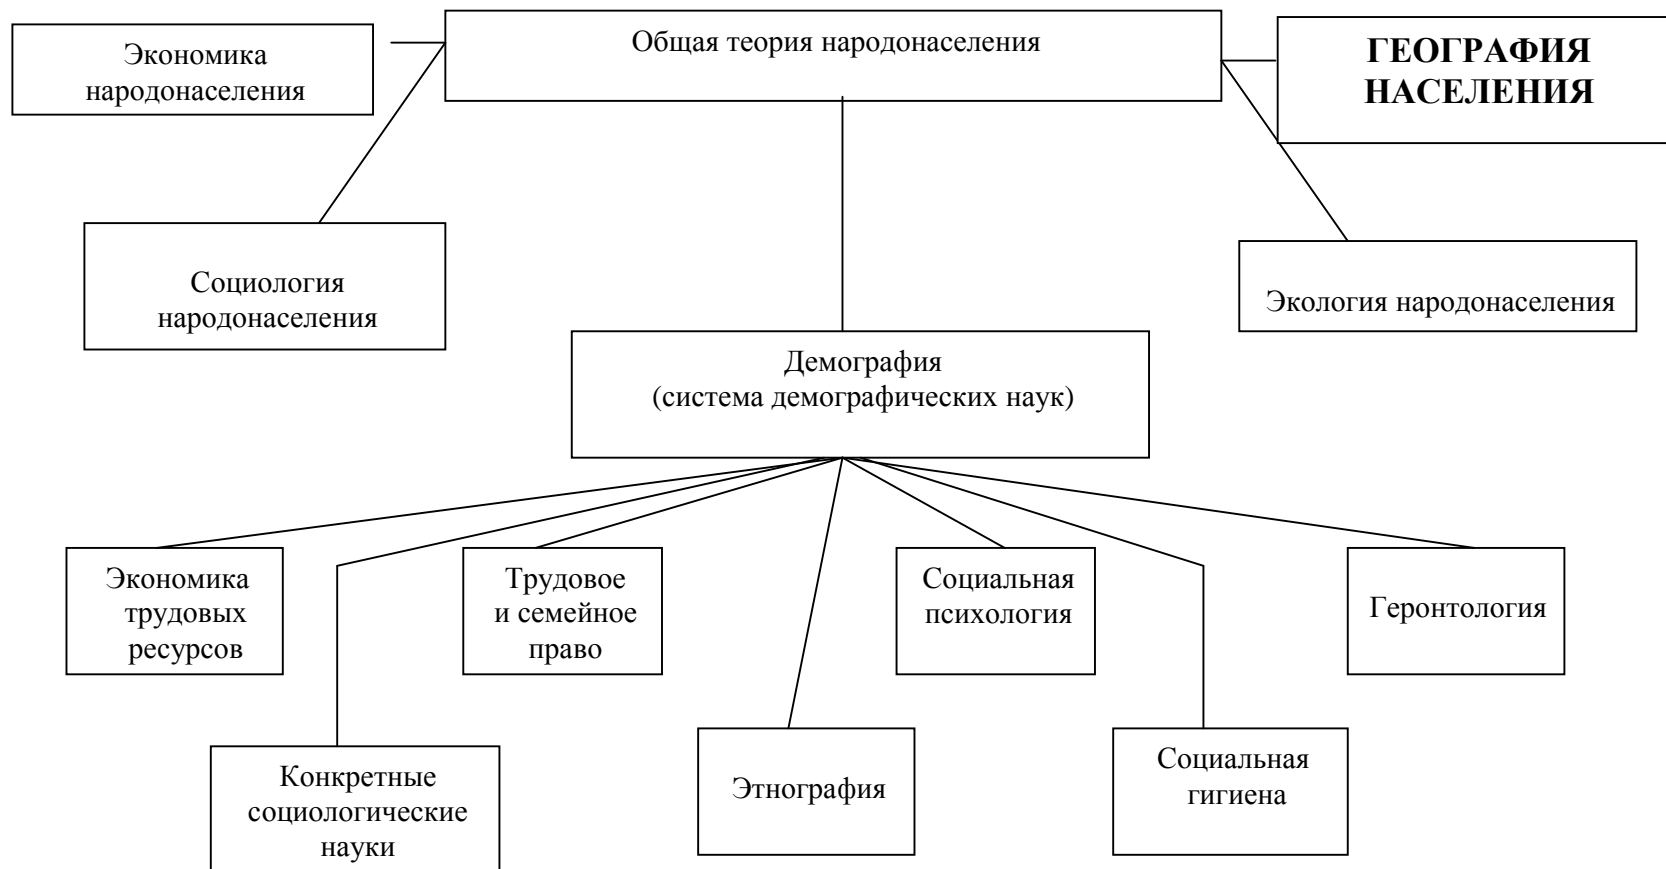 Экономика
народонаселения
Общая теория народонаселения
ГЕОГРАФИЯ
НАСЕЛЕНИЯ
Социология
народонаселения
Экология народонаселения
Демография
(система демографических наук)
Экономика
трудовых
ресурсов
Трудовое
и семейное
право
Социальная
психология
Геронтология
Конкретные
социологические
науки
Этнография
Социальная
гигиена